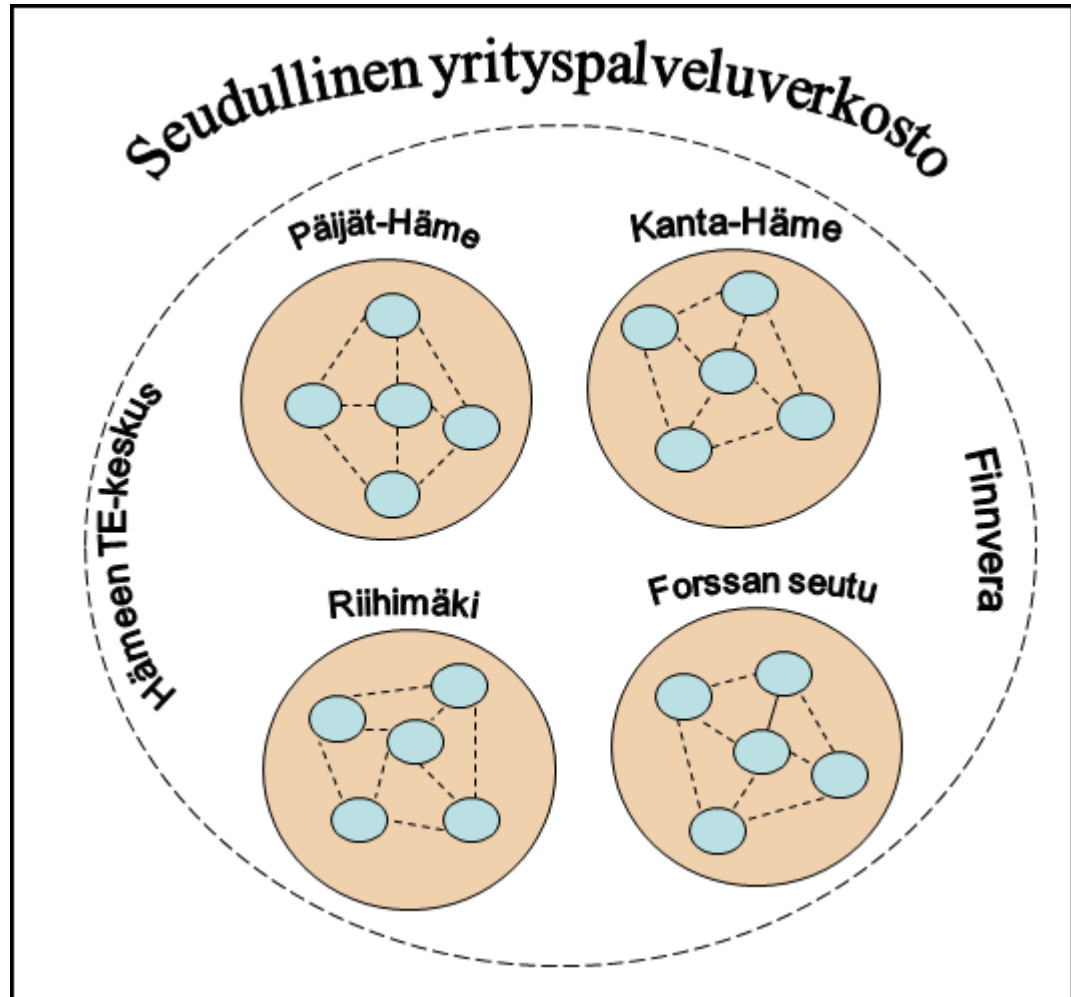 Seudullinen yrityspalveluverkosto
Päijät-Häme
Kanta-Häme
Hämeen TE-keskus
Finnvera
Riihimäki
Forssan seutu